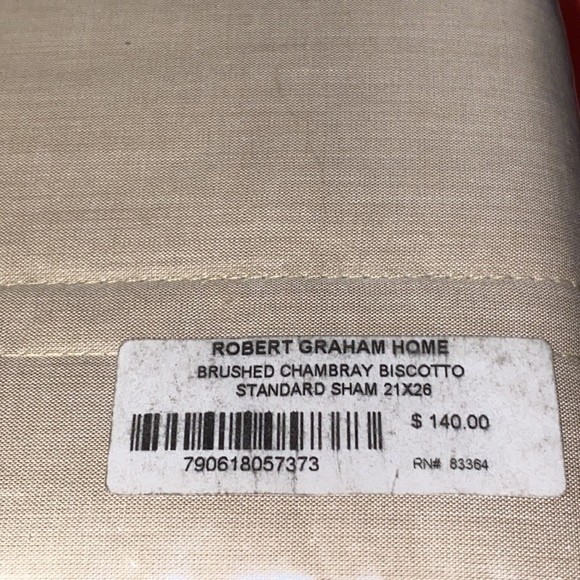 ROBERT GRAHAM HOME
BRUSHED CHAMBRAY BISCOTTO
STANDARD SHAM 21X26
$ 140.00
790618057373
RN# 83364